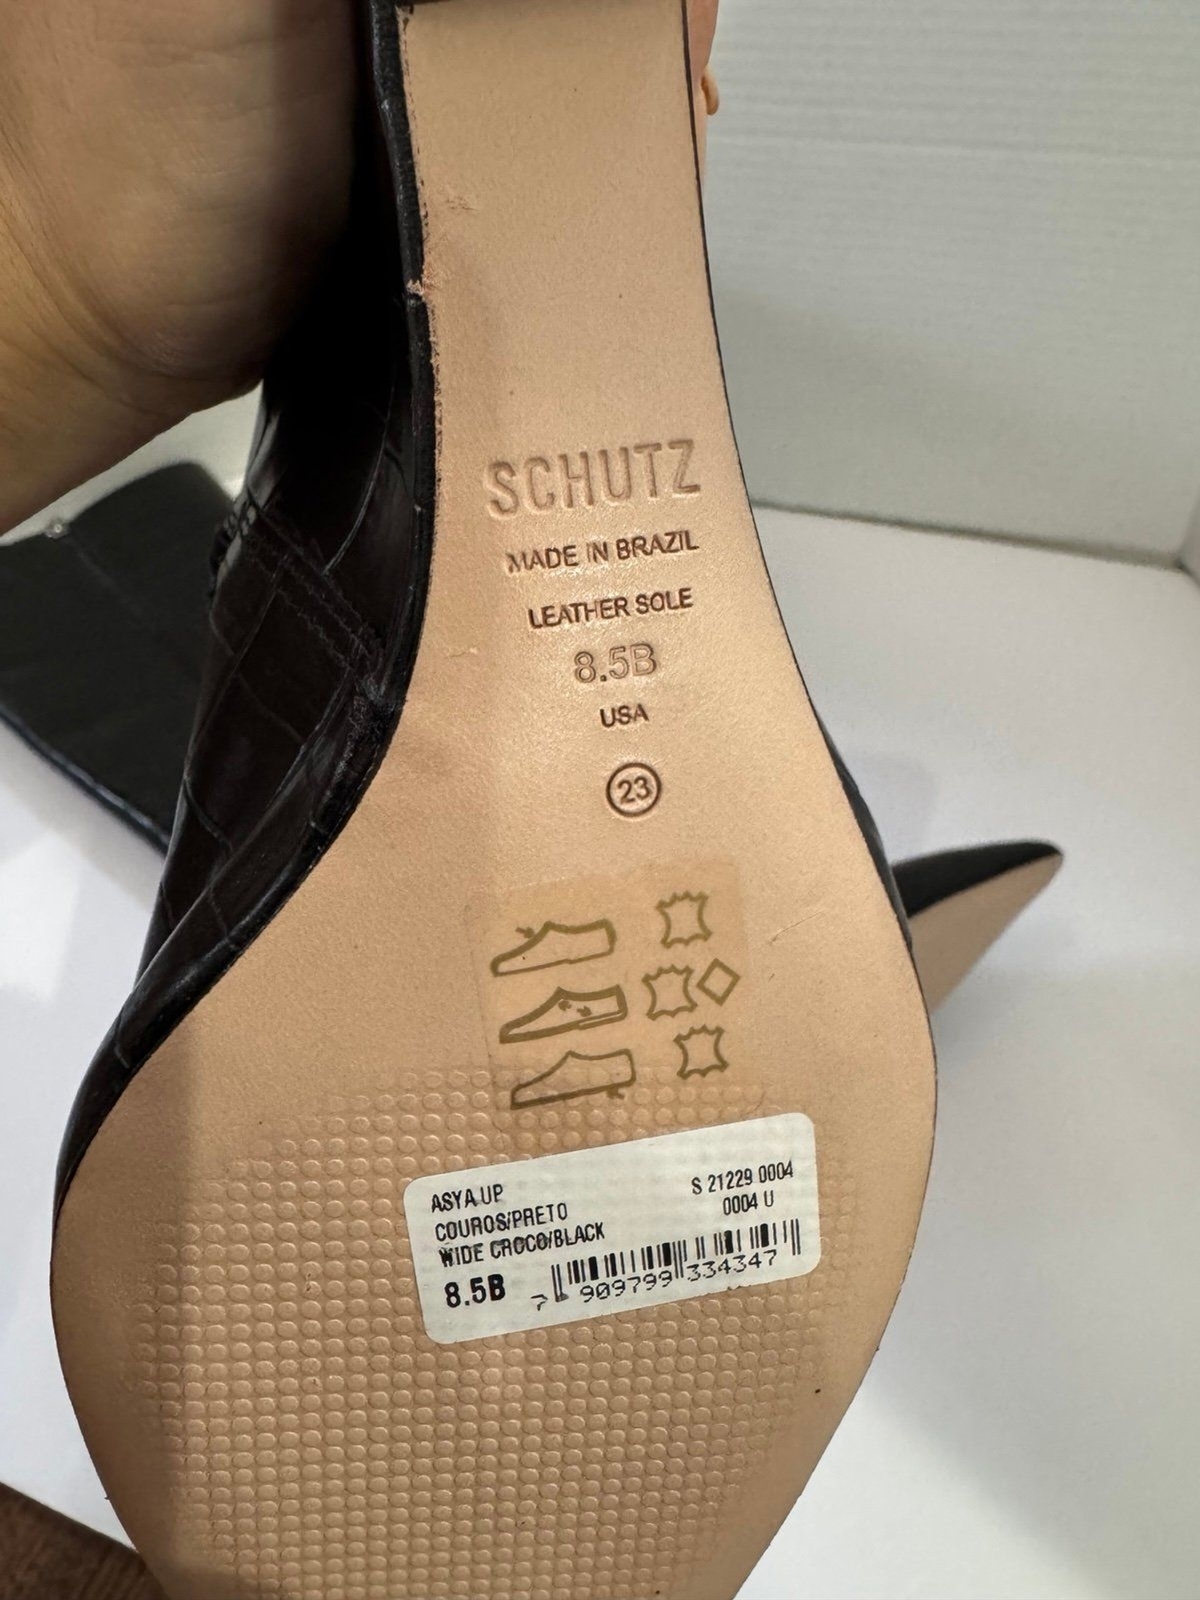 SCHUTZ
MADE IN BRAZIL
LEATHER SOLE
8.5B
USA
23
ASYA UP
COUROS/PRETO
WIDE CROCO/BLACK
8.5B
S 21229 0004
0004 U
7 909799 334347